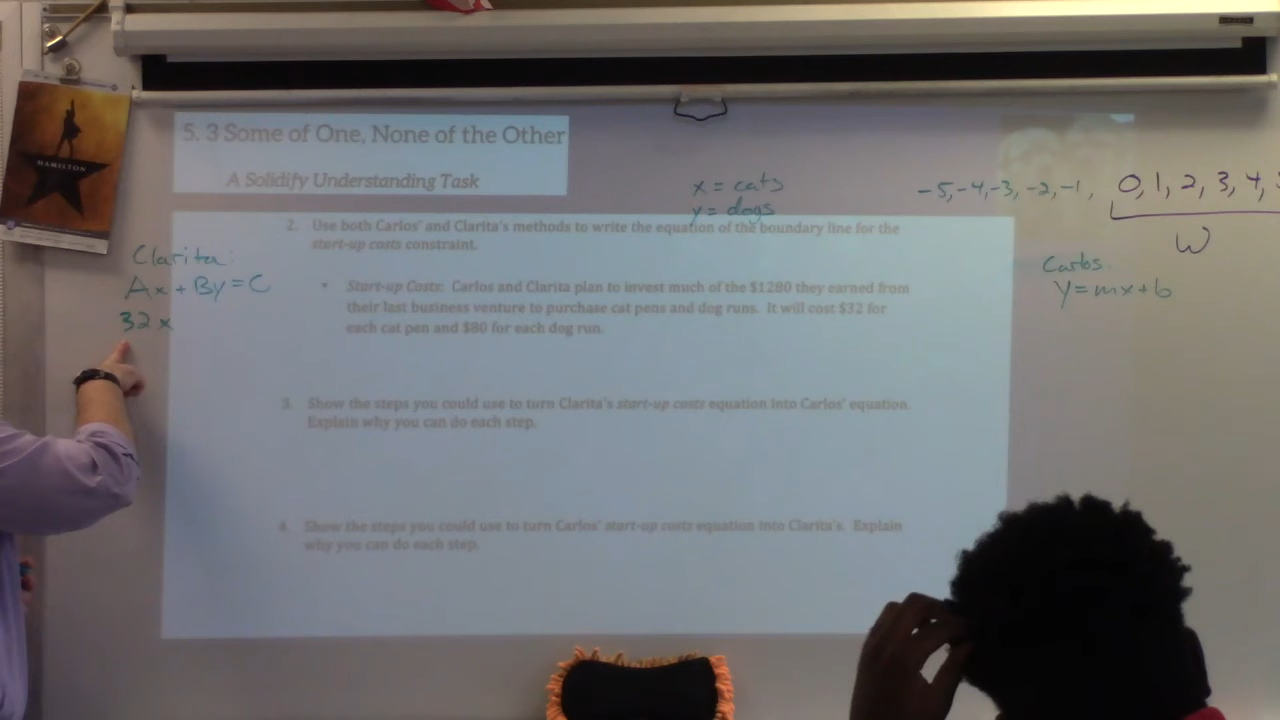 HAMILTON
5. 3 Some of One, None of the Other
A Solidify Understanding Task
x = cats
y = dogs
-5, -4, -3, -2, -1, 0, 1, 2, 3, 4,
W
Clarita:
Ax + By = C
32x
Carlos:
y = mx + b
2. Use both Carlos' and Clarita's methods to write the equation of the boundary line for the
start-up costs constraint.
• Start-up Costs: Carlos and Clarita plan to invest much of the $1280 they earned from
their last business venture to purchase cat pens and dog runs. It will cost $32 for
each cat pen and $80 for each dog run.
3. Show the steps you could use to turn Clarita's start-up costs equation into Carlos' equation.
Explain why you can do each step.
4. Show the steps you could use to turn Carlos' start-up costs equation into Clarita's. Explain
why you can do each step.